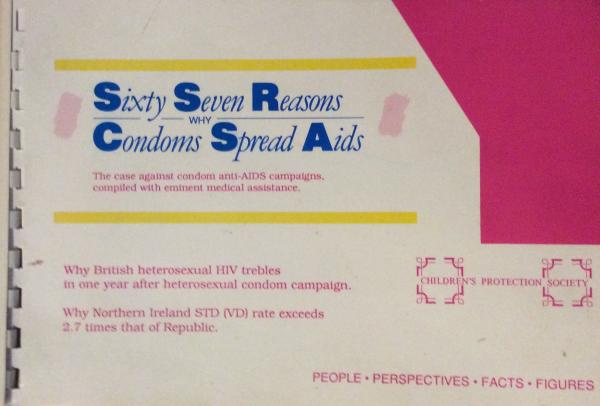 Sixty Seven Reasons
WHY
Condoms Spread Aids
The case against condom anti-AIDS campaigns,
compiled with eminent medical assistance.
Why British heterosexual HIV trebles
in one year after heterosexual condom campaign.
CHILDREN'S PROTECTION SOCIETY
Why Northern Ireland STD (VD) rate exceeds
2.7 times that of Republic.
PEOPLE • PERSPECTIVES • FACTS • FIGURES